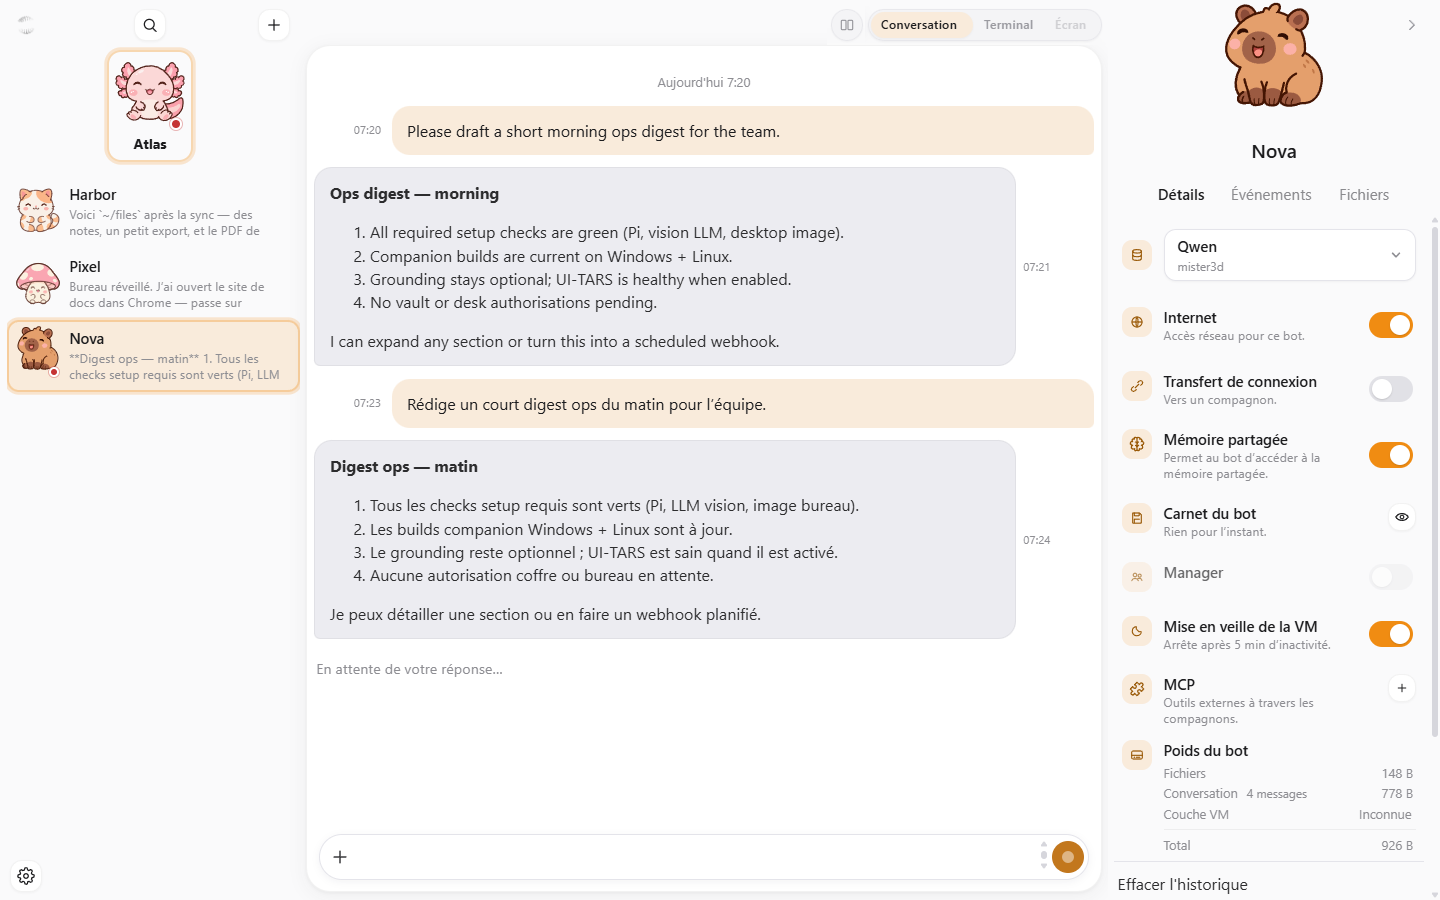 Atlas
Harbor
Voici `~/files` après la sync — des
notes, un petit export, et le PDF de
Pixel
Bureau réveillé. J'ai ouvert le site de
docs dans Chrome — passe sur
Nova
**Digest ops — matin** 1. Tous les
checks setup requis sont verts (Pi, LLM
Conversation
Terminal
Écran
Aujourd'hui 7:20
07:20
Please draft a short morning ops digest for the team.
Ops digest — morning
1. All required setup checks are green (Pi, vision LLM, desktop image).
2. Companion builds are current on Windows + Linux.
3. Grounding stays optional; UI-TARS is healthy when enabled.
4. No vault or desk authorisations pending.
I can expand any section or turn this into a scheduled webhook.
07:21
07:23
Rédige un court digest ops du matin pour l'équipe.
Digest ops — matin
1. Tous les checks setup requis sont verts (Pi, LLM vision, image bureau).
2. Les builds companion Windows + Linux sont à jour.
3. Le grounding reste optionnel ; UI-TARS est sain quand il est activé.
4. Aucune autorisation coffre ou bureau en attente.
Je peux détailler une section ou en faire un webhook planifié.
07:24
En attente de votre réponse...
Nova
Détails
Événements
Fichiers
Qwen
mister3d
Internet
Accès réseau pour ce bot.
Transfert de connexion
Vers un compagnon.
Mémoire partagée
Permet au bot d'accéder à la
mémoire partagée.
Carnet du bot
Rien pour l'instant.
Manager
Mise en veille de la VM
Arrête après 5 min d'inactivité.
MCP
Outils externes à travers les
compagnons.
Poids du bot
Fichiers 148 B
Conversation 4 messages 778 B
Couche VM Inconnue
Total 926 B
Effacer l'historique